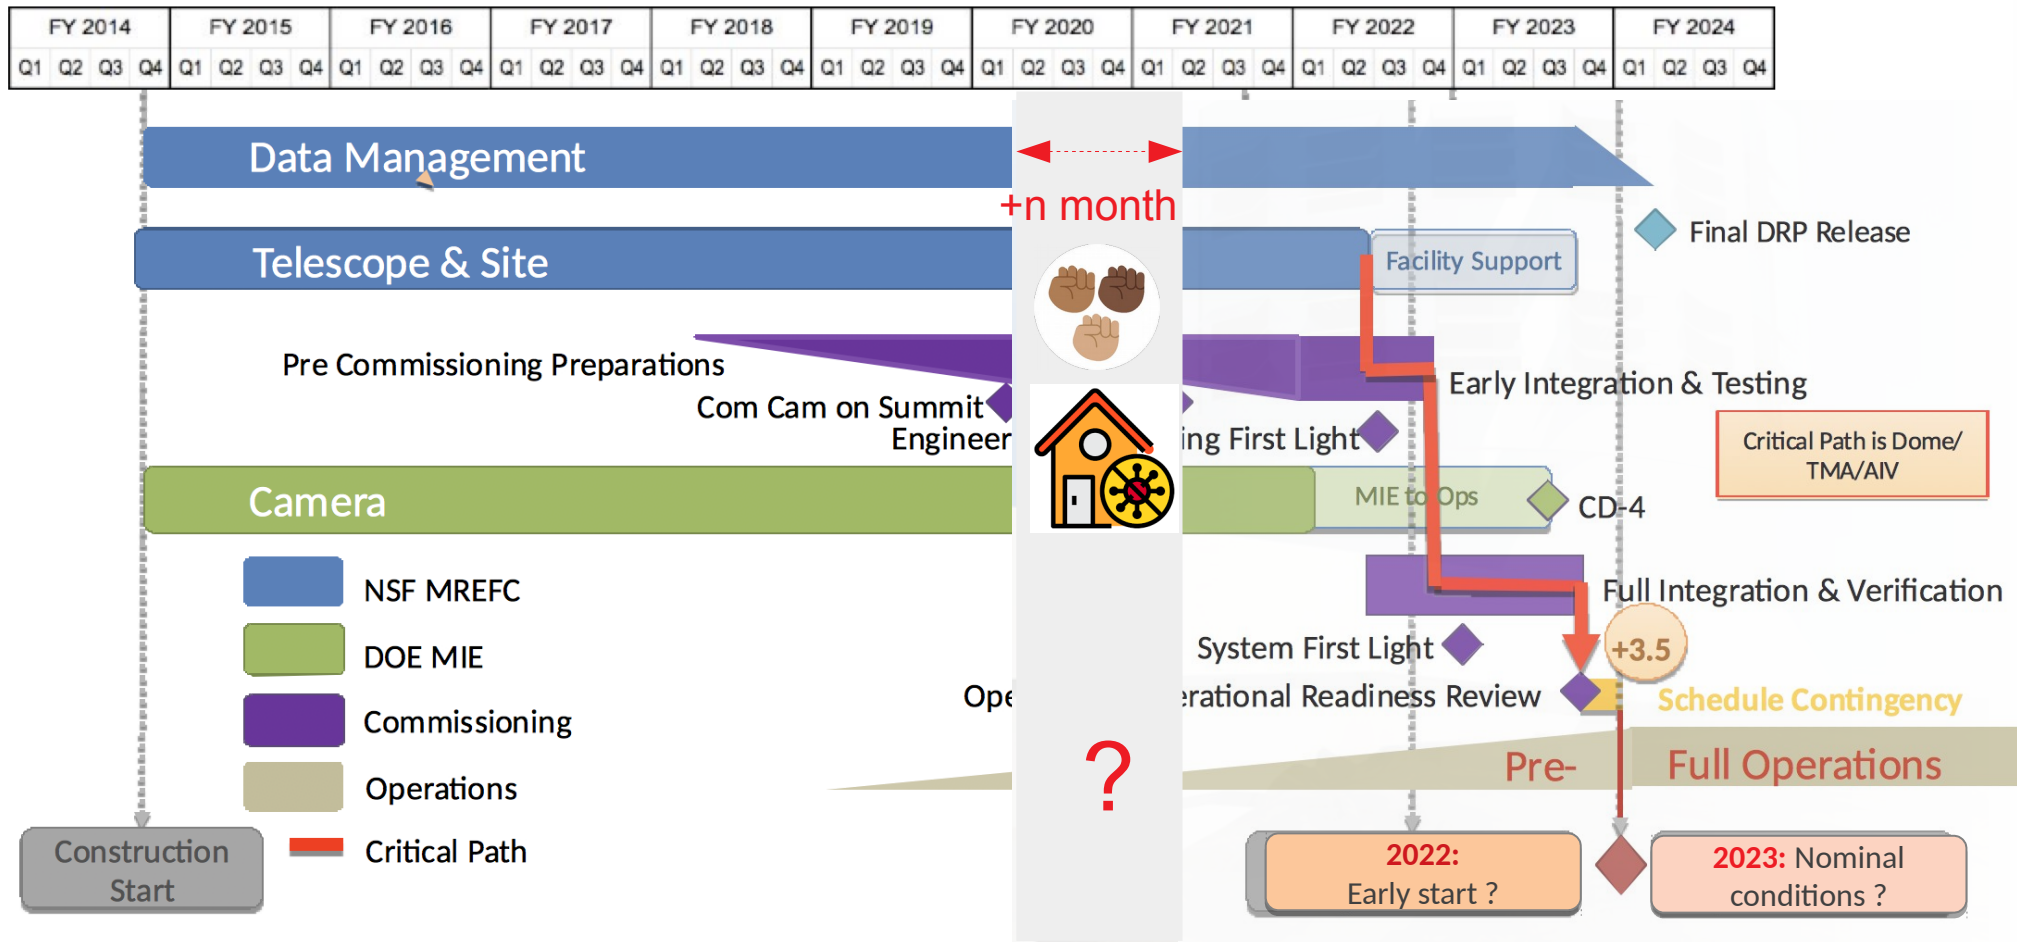 FY 2014 FY 2015 FY 2016 FY 2017 FY 2018 FY 2019 FY 2020 FY 2021 FY 2022 FY 2023 FY 2024
Q1 Q2 Q3 Q4 Q1 Q2 Q3 Q4 Q1 Q2 Q3 Q4 Q1 Q2 Q3 Q4 Q1 Q2 Q3 Q4 Q1 Q2 Q3 Q4 Q1 Q2 Q3 Q4 Q1 Q2 Q3 Q4 Q1 Q2 Q3 Q4 Q1 Q2 Q3 Q4 Q1 Q2 Q3 Q4
Data Management
+n month
Final DRP Release
Telescope & Site
Facility Support
Pre Commissioning Preparations
Early Integration & Testing
Com Cam on Summit
Engineer
ing First Light
Critical Path is Dome/
TMA/AIV
Camera
MIE to Ops
CD-4
NSF MREFC
Full Integration & Verification
DOE MIE
System First Light
+3.5
Ope
erational Readiness Review
Schedule Contingency
Commissioning
?
Pre-
Full Operations
Operations
Critical Path
Construction
Start
2022:
Early start ?
2023: Nominal
conditions ?